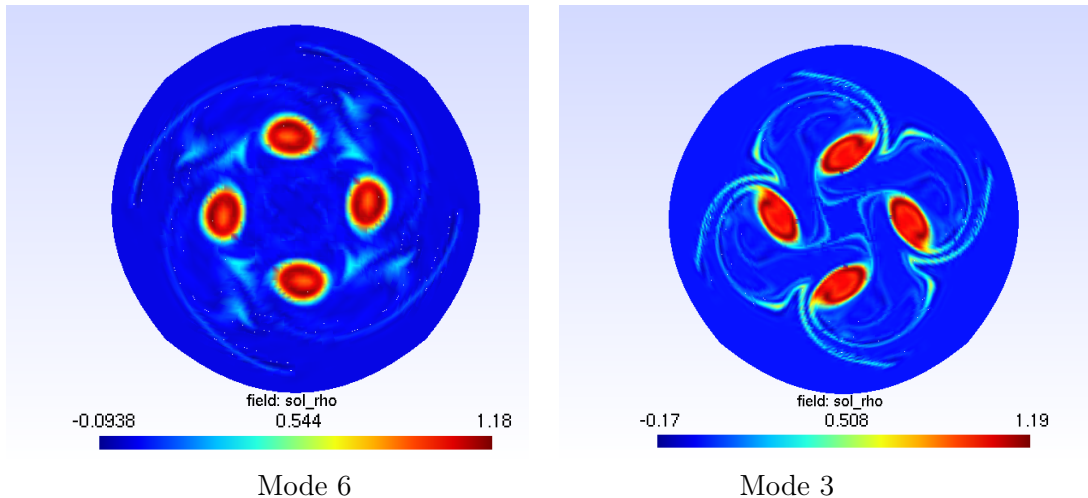 field: sol_rho
-0.0938 0.544 1.18
Mode 6
field: sol_rho
-0.17 0.508 1.19
Mode 3